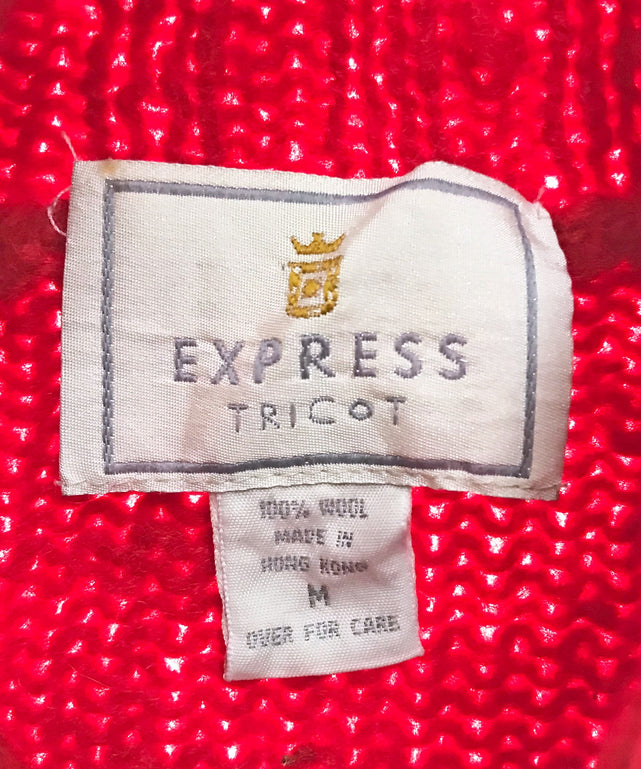 EXPRESS
TRICOT
100% WOOL
MADE IN
HONG KONG
M
OVER FOR CARE